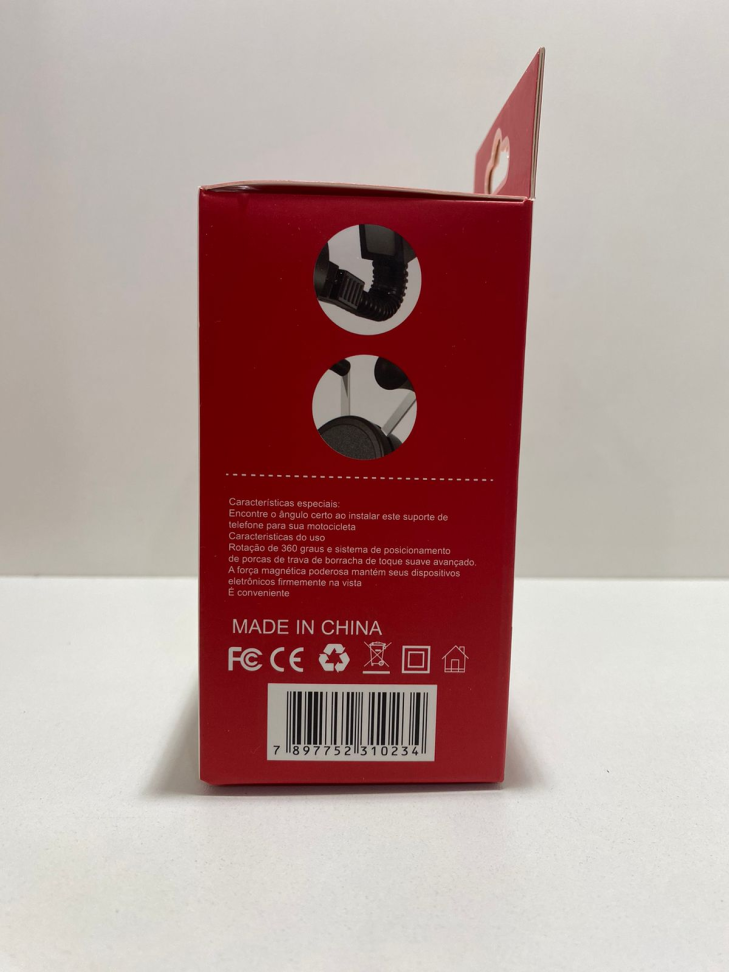 Características especiais:
Encontre o ângulo certo ao instalar este suporte de
telefone para sua motocicleta
Caracteristicas do uso
Rotação de 360 graus e sistema de posicionamento
de porcas de trava de borracha de toque suave avançado.
A força magnética poderosa mantém seus dispositivos
eletrônicos firmemente na vista
É conveniente
MADE IN CHINA
FC CE
7 897752 310234